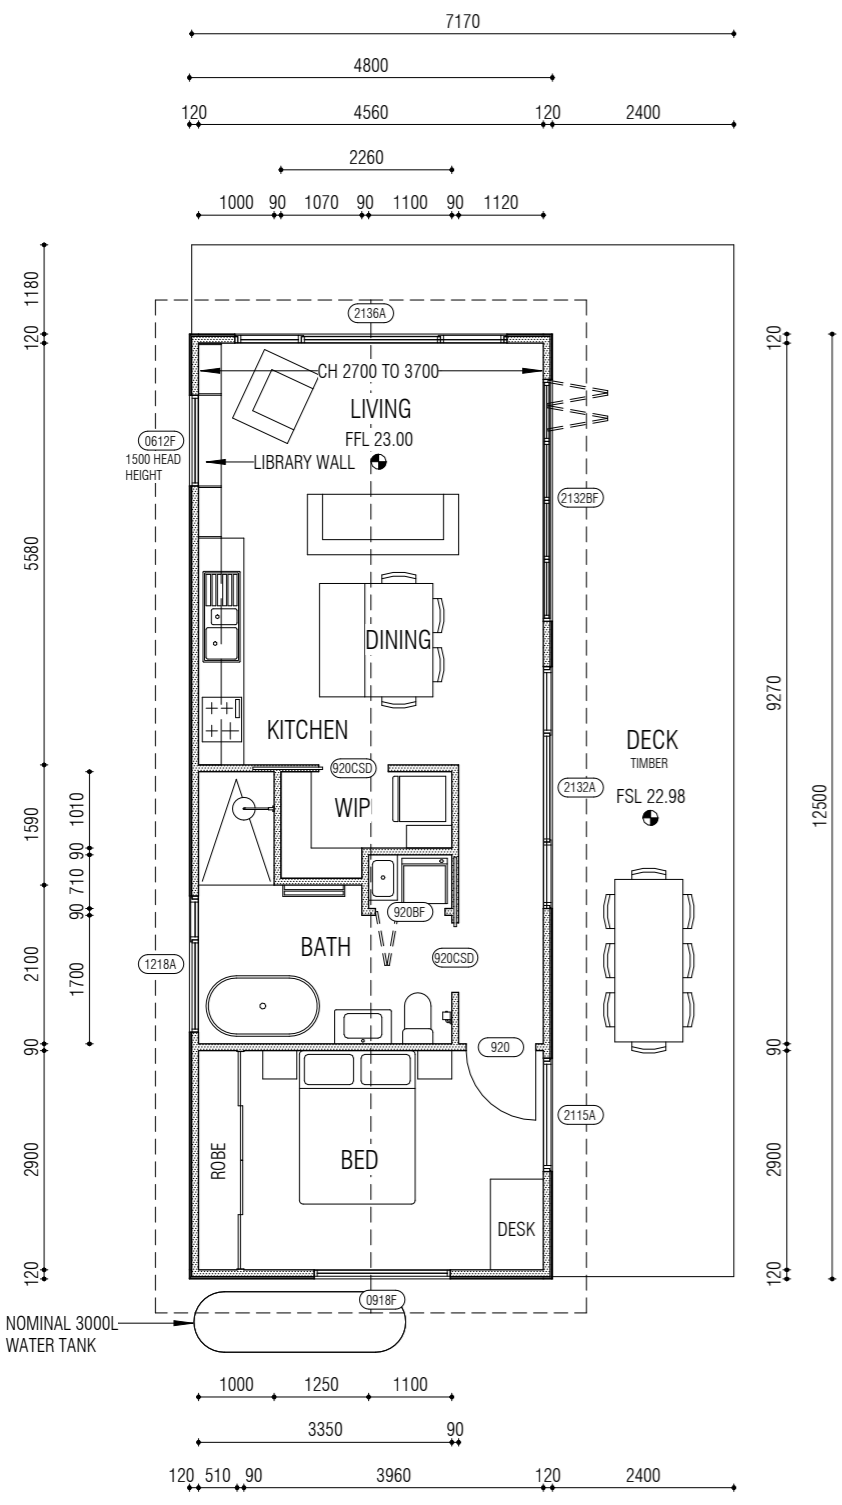 7170
4800
120 4560 120 2400
2260
1000 90 1070 90 1100 90 1120
1180
120
5580
1590
2100
90
2900
120
1010
90
710
90
1700
2136A
CH 2700 TO 3700
LIVING
FFL 23.00
0612F
1500 HEAD
HEIGHT
LIBRARY WALL
2132BF
DINING
KITCHEN
920CSD
WIP
DECK
TIMBER
FSL 22.98
2132A
920BF
BATH
920CSD
1218A
920
2115A
ROBE
BED
DESK
0918F
NOMINAL 3000L
WATER TANK
120
9270
90
2900
120
12500
1000 1250 1100
3350 90
120 510 90 3960 120 2400